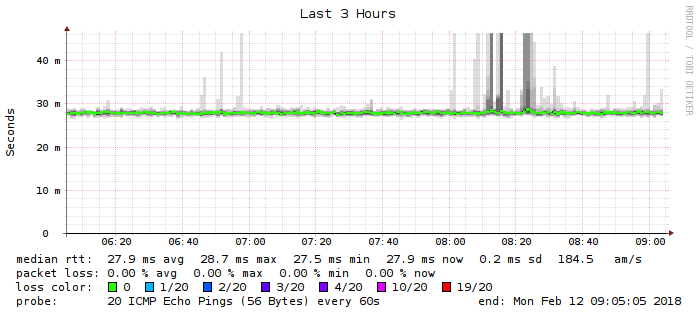 Last 3 Hours
RRDTOOL / TOBI OETIKER
Seconds
40 m
30 m
20 m
10 m
0
06:20 06:40 07:00 07:20 07:40 08:00 08:20 08:40 09:00
median rtt: 27.9 ms avg 28.7 ms max 27.5 ms min 27.9 ms now 0.2 ms sd 184.5 am/s
packet loss: 0.00 % avg 0.00 % max 0.00 % min 0.00 % now
loss color: 0 1/20 2/20 3/20 4/20 10/20 19/20
probe: 20 ICMP Echo Pings (56 Bytes) every 60s end: Mon Feb 12 09:05:05 2018